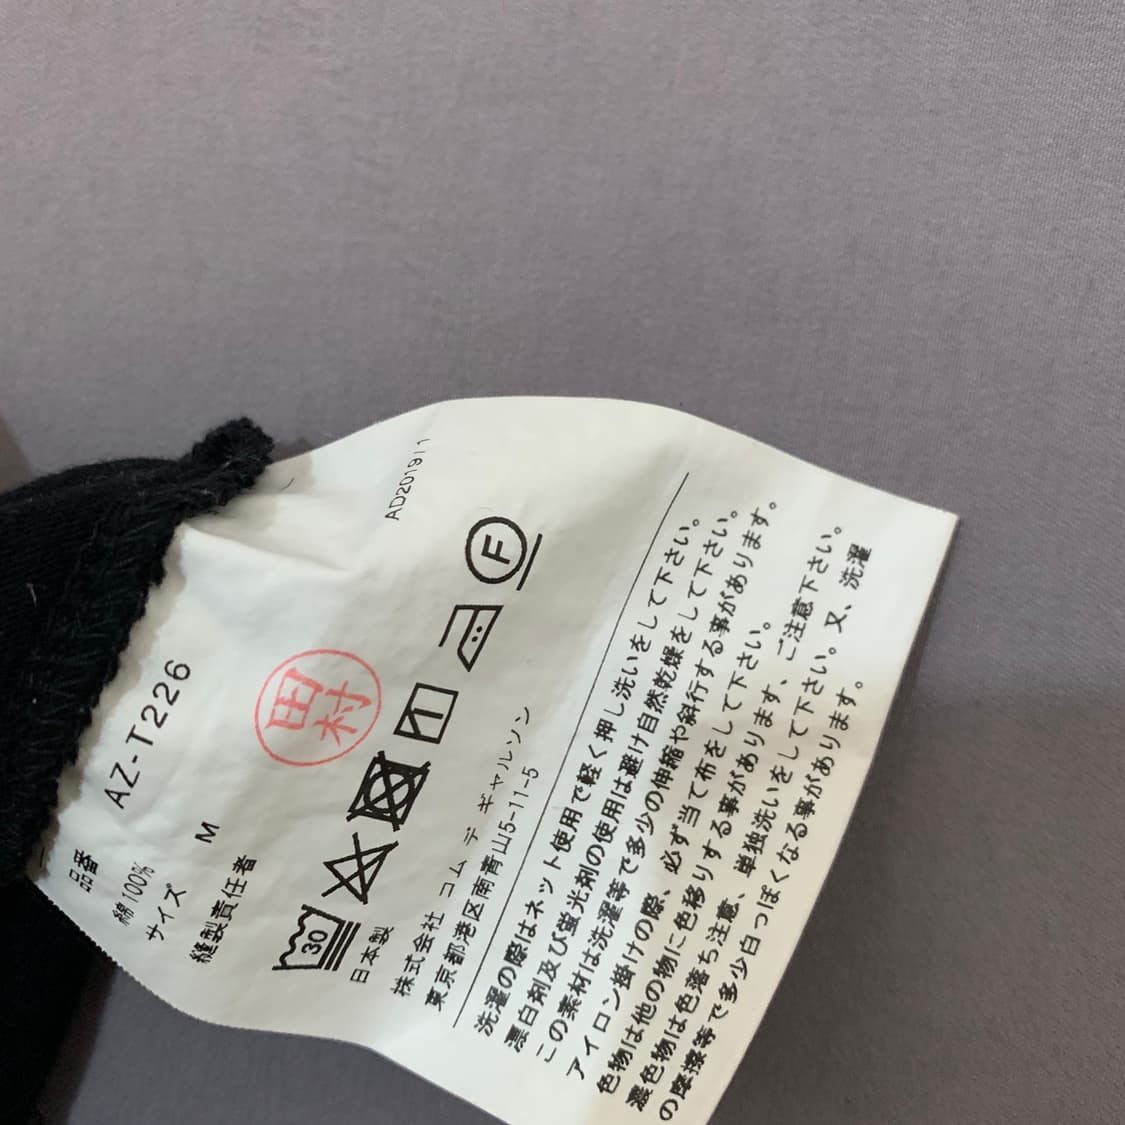 AD201911
品番 AZ-T226
綿100%
サイズ M
縫製責任者 田村
30
F
日本製
株式会社 コム デ ギャルソン
東京都港区南青山5-11-5
洗濯の際はネット使用で軽く押し洗いをして下さい。
漂白剤及び蛍光剤の使用は避け自然乾燥をして下さい。
この素材は洗濯等で多少の伸縮や斜行する事があります。
アイロン掛けの際、必ず当て布をして下さい。
色物は他の物に色移りする事があります、ご注意下さい。
濃色物は色落ち注意、単独洗いをして下さい。又、洗濯
の摩擦等で多少白っぽくなる事があります。